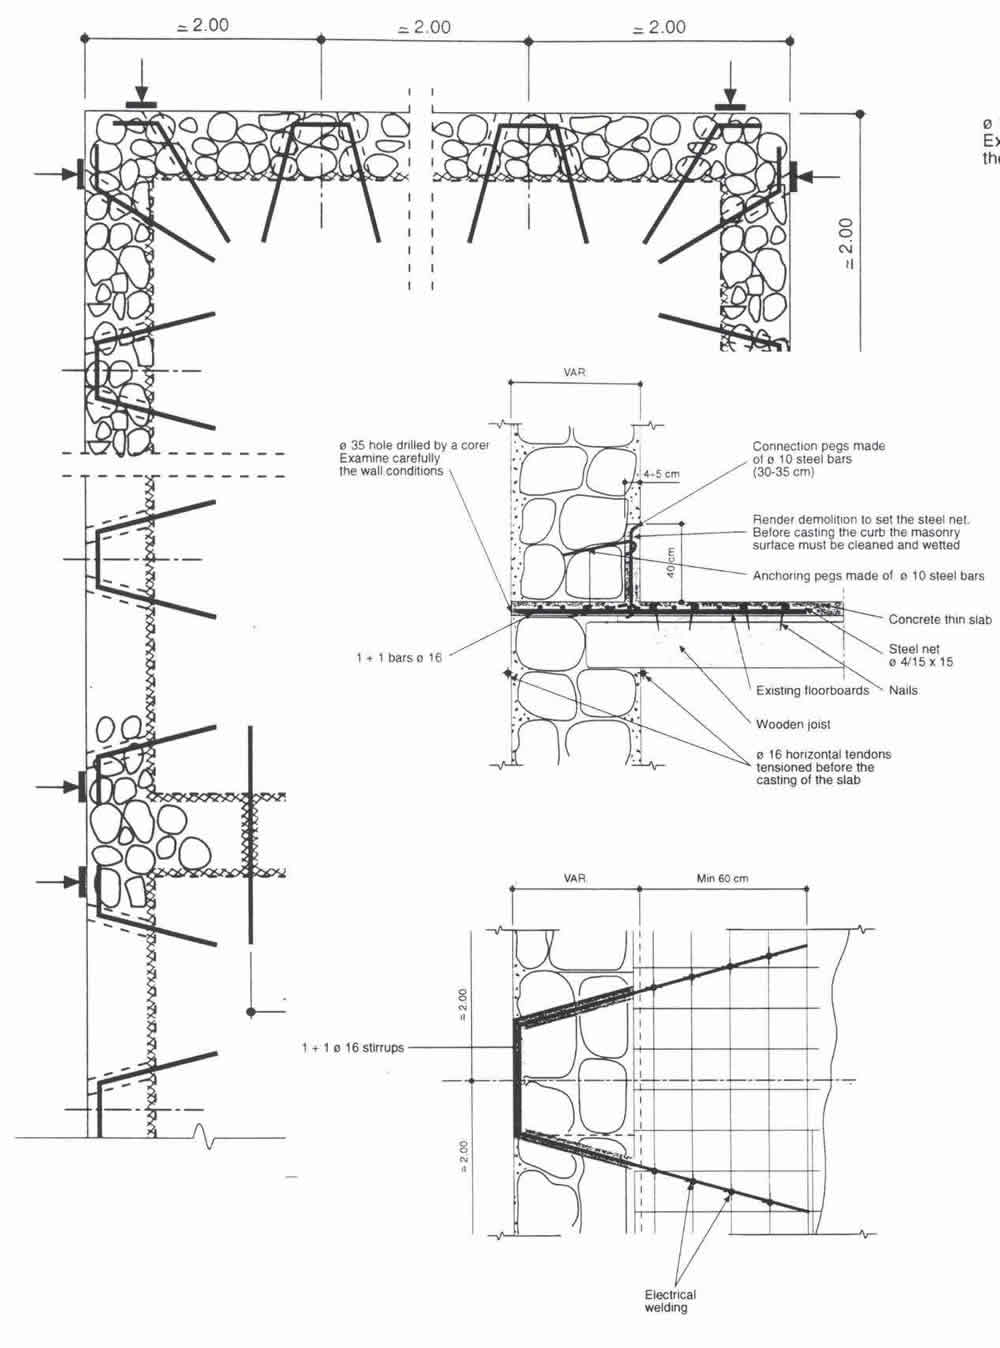 ≃ 2.00
≃ 2.00
≃ 2.00
ø
Ex
the
≃ 2.00
VAR
ø 35 hole drilled by a corer
Examine carefully
the wall conditions
4-5 cm
Connection pegs made
of ø 10 steel bars
(30-35 cm)
Render demolition to set the steel net.
Before casting the curb the masonry
surface must be cleaned and wetted
40 cm
Anchoring pegs made of ø 10 steel bars
Concrete thin slab
1 + 1 bars ø 16
Steel net
ø 4/15 x 15
Existing floorboards
Nails
Wooden joist
ø 16 horizontal tendons
tensioned before the
casting of the slab
VAR
Min 60 cm
≃ 2.00
1 + 1 ø 16 stirrups
≃ 2.00
Electrical
welding